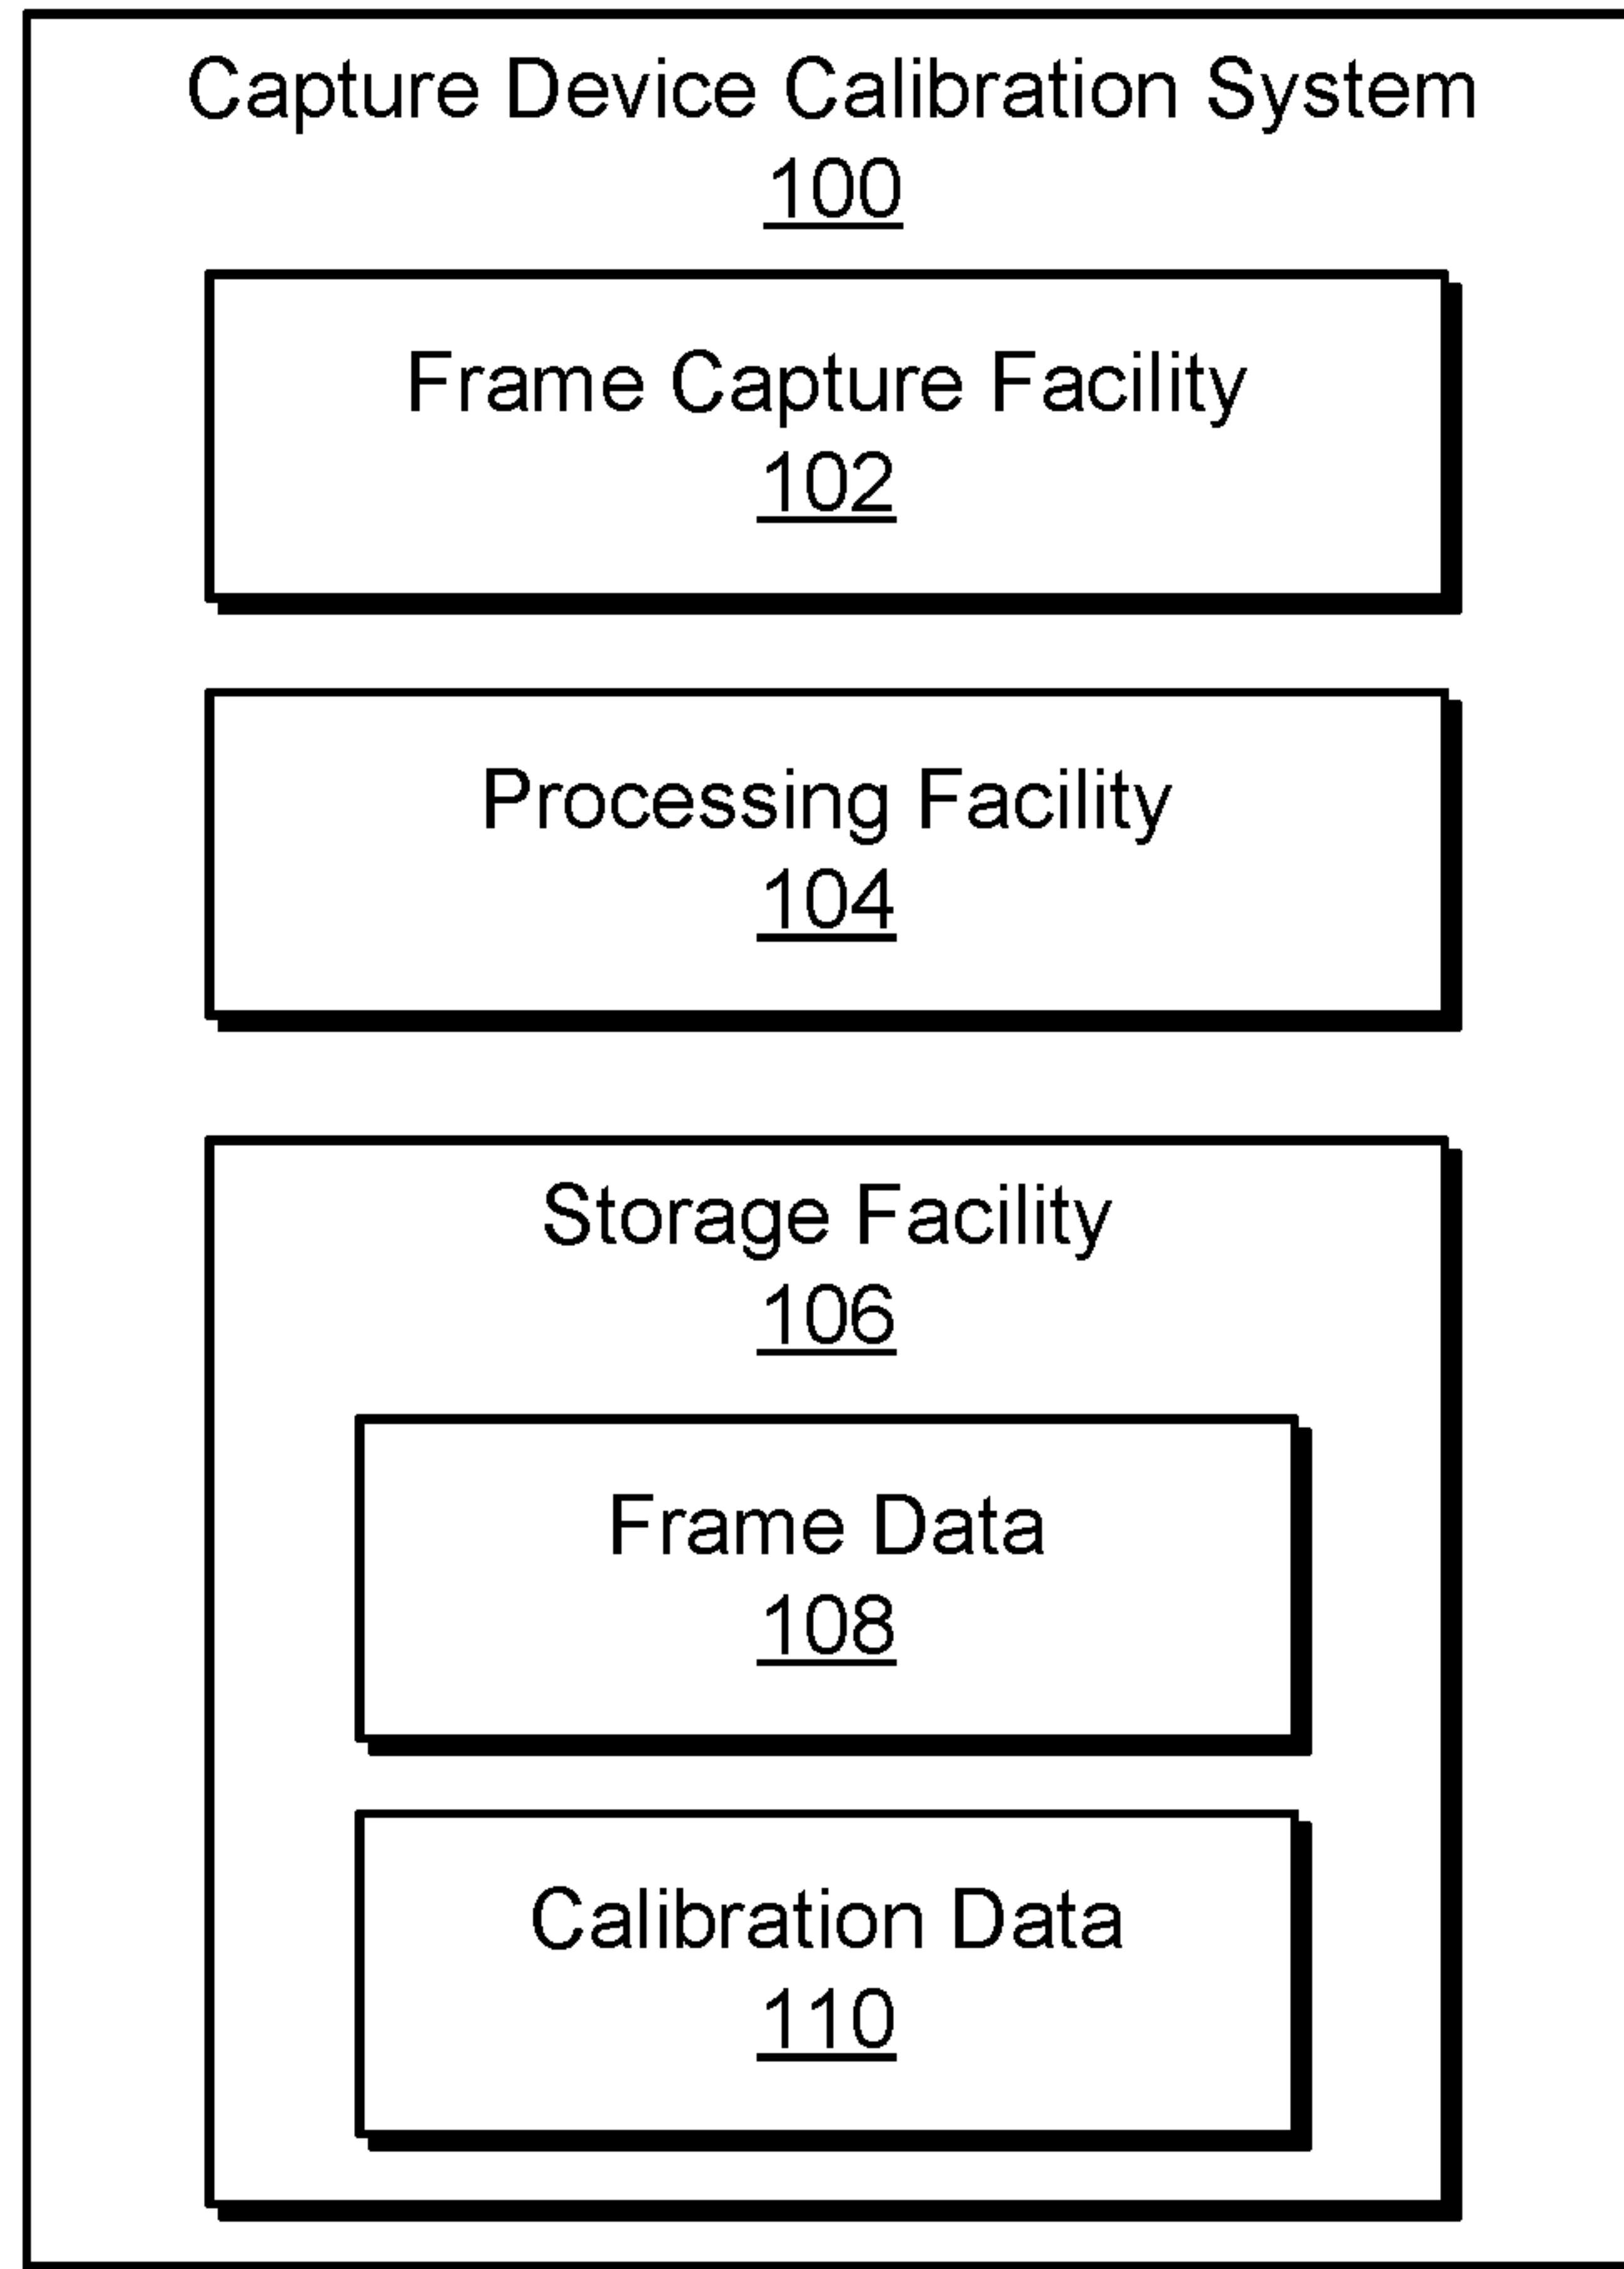 Capture Device Calibration System
100
Frame Capture Facility
102
Processing Facility
104
Storage Facility
106
Frame Data
108
Calibration Data
110